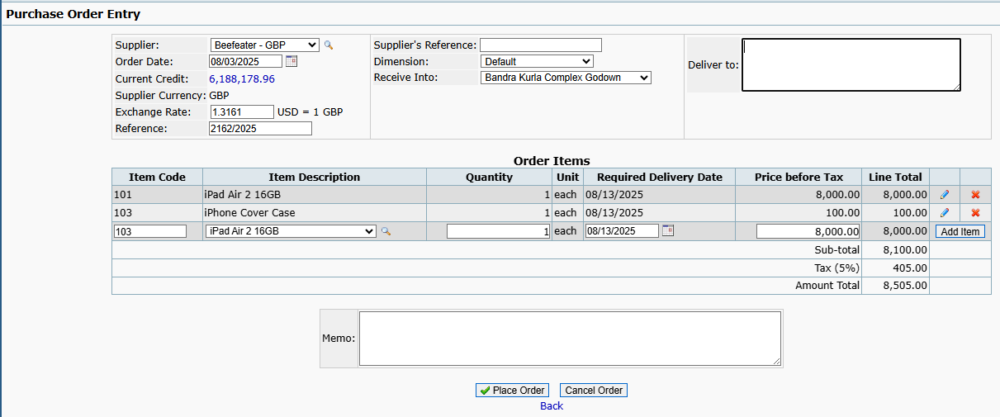 Purchase Order Entry
Supplier: Beefeater - GBP
Order Date: 08/03/2025
Current Credit: 6,188,178.96
Supplier Currency: GBP
Exchange Rate: 1.3161 USD = 1 GBP
Reference: 2162/2025
Supplier's Reference:
Dimension: Default
Receive Into: Bandra Kurla Complex Godown
Deliver to:
Order Items
Item Code Item Description Quantity Unit Required Delivery Date Price before Tax Line Total
101 iPad Air 2 16GB 1 each 08/13/2025 8,000.00 8,000.00
103 iPhone Cover Case 1 each 08/13/2025 100.00 100.00
103 iPad Air 2 16GB 1 each 08/13/2025 8,000.00 8,000.00 Add Item
Sub-total 8,100.00
Tax (5%) 405.00
Amount Total 8,505.00
Memo:
Place Order Cancel Order
Back